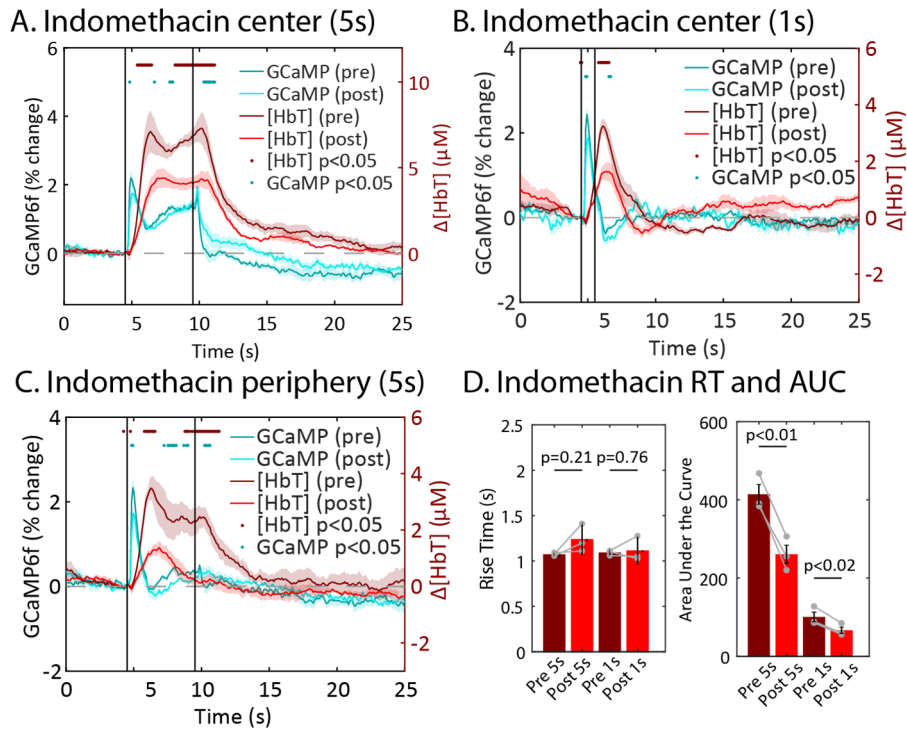 A. Indomethacin center (5s)
GCaMP6f (% change)
6
4
2
0
0
5
10
15
20
25
Time (s)
10
5
0
Δ[HbT] (μM)
GCaMP (pre)
GCaMP (post)
[HbT] (pre)
[HbT] (post)
[HbT] p<0.05
GCaMP p<0.05
B. Indomethacin center (1s)
GCaMP6f (% change)
4
2
0
-2
0
5
10
15
20
25
Time (s)
6
4
2
0
-2
Δ[HbT] (μM)
GCaMP (pre)
GCaMP (post)
[HbT] (pre)
[HbT] (post)
[HbT] p<0.05
GCaMP p<0.05
C. Indomethacin periphery (5s)
GCaMP6f (% change)
4
2
0
-2
0
5
10
15
20
25
Time (s)
6
4
2
0
-2
Δ[HbT] (μM)
GCaMP (pre)
GCaMP (post)
[HbT] (pre)
[HbT] (post)
[HbT] p<0.05
GCaMP p<0.05
D. Indomethacin RT and AUC
Rise Time (s)
2.5
2
1.5
1
0.5
0
p=0.21
p=0.76
Pre 5s
Post 5s
Pre 1s
Post 1s
Area Under the Curve
600
400
200
0
p<0.01
p<0.02
Pre 5s
Post 5s
Pre 1s
Post 1s